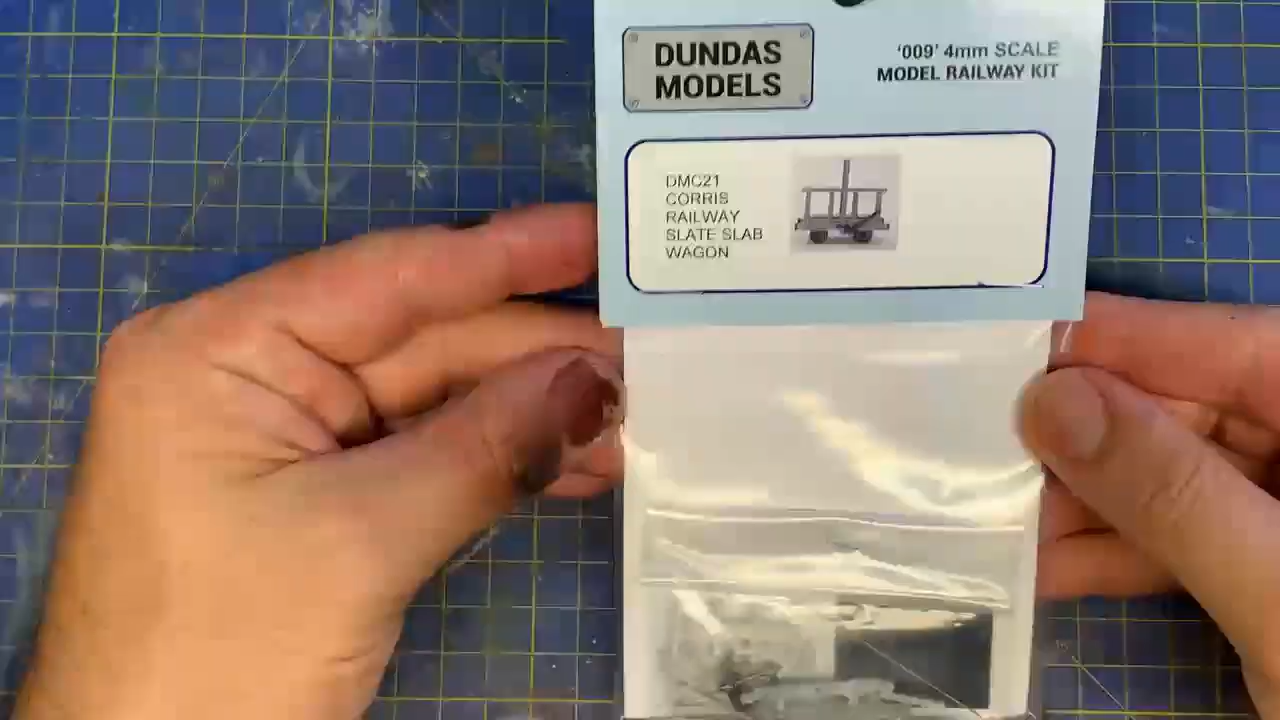 DUNDAS
MODELS
‘009’ 4mm SCALE
MODEL RAILWAY KIT
DMC21
CORRIS
RAILWAY
SLATE SLAB
WAGON